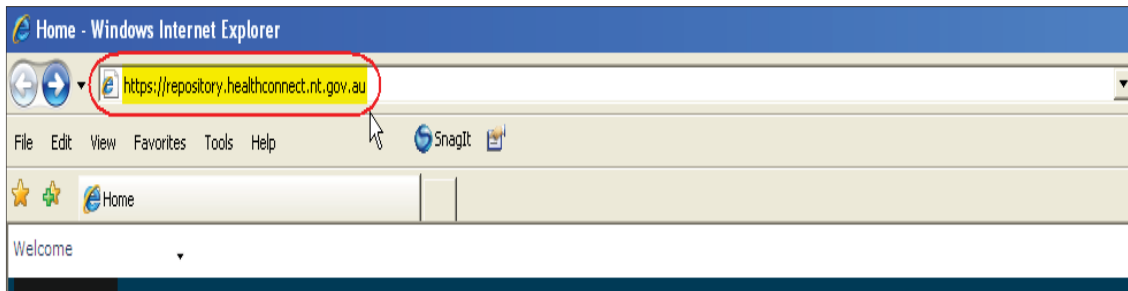 Home - Windows Internet Explorer
https://repository.healthconnect.nt.gov.au
File Edit View Favorites Tools Help SnagIt
Home
Welcome